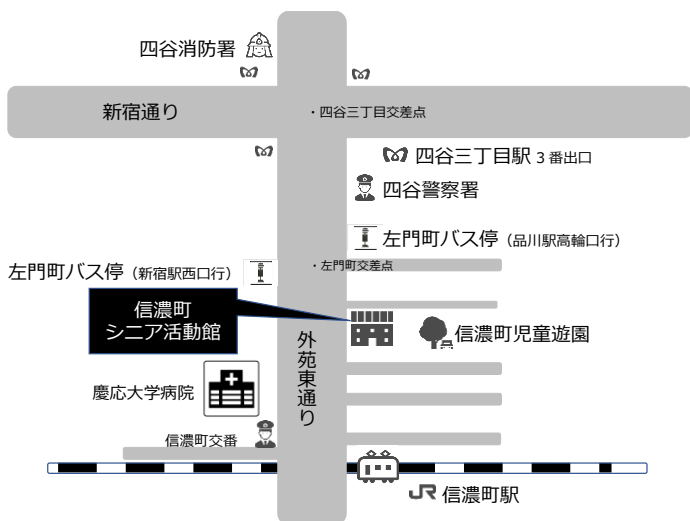 四谷消防署
新宿通り
・四谷三丁目交差点
四谷三丁目駅 3番出口
四谷警察署
左門町バス停（品川駅高輪口行）
左門町バス停（新宿駅西口行）
・左門町交差点
信濃町
シニア活動館
信濃町児童遊園
外苑東通り
慶応大学病院
信濃町交番
JR 信濃町駅